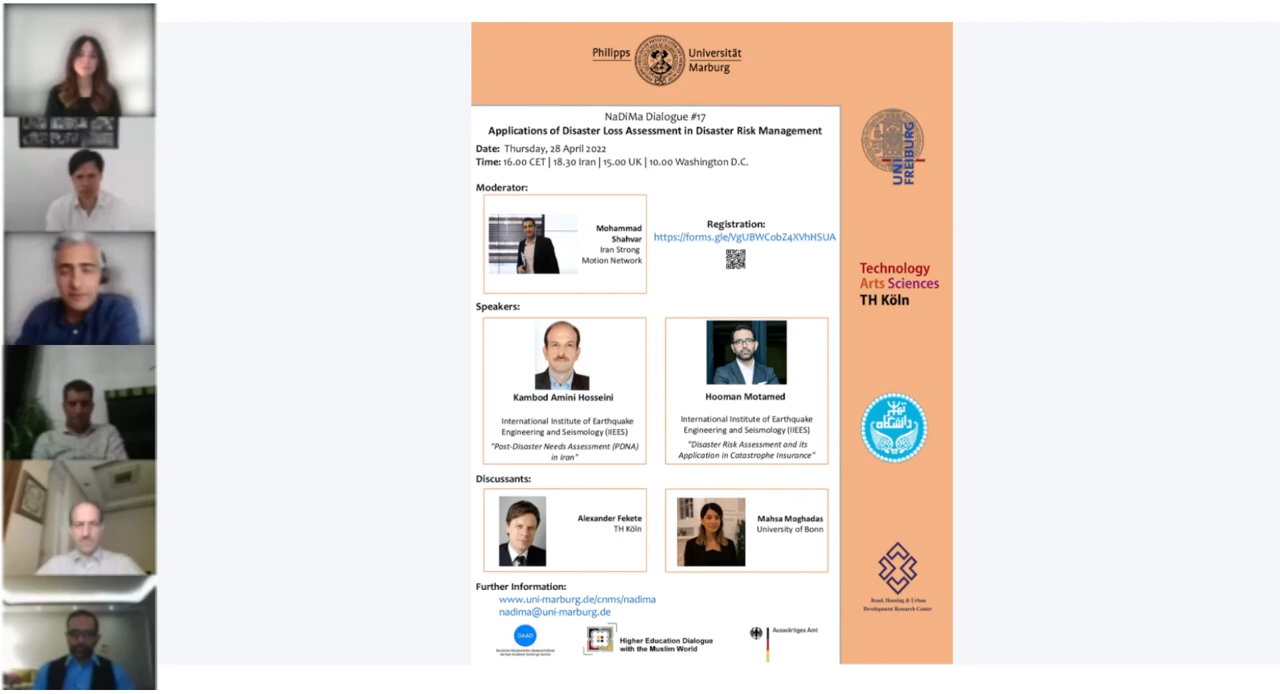 Philipps Universität
Marburg
NaDiMa Dialogue #17
Applications of Disaster Loss Assessment in Disaster Risk Management
Date: Thursday, 28 April 2022
Time: 16.00 CET | 18.30 Iran | 15.00 UK | 10.00 Washington D.C.
Moderator:
Mohammad
Shahvar
Iran Strong
Motion Network
Registration:
https://forms.gle/VgUBWCobZ4XVhHSUA
Speakers:
Kambod Amini Hosseini
International Institute of Earthquake
Engineering and Seismology (IIEES)
"Post-Disaster Needs Assessment (PDNA)
in Iran"
Hooman Motamed
International Institute of Earthquake
Engineering and Seismology (IIEES)
"Disaster Risk Assessment and its
Application in Catastrophe Insurance"
Discussants:
Alexander Fekete
TH Köln
Mahsa Moghadas
University of Bonn
Further Information:
www.uni-marburg.de/cnms/nadima
nadima@uni-marburg.de
DAAD
Higher Education Dialogue
with the Muslim World
Auswärtiges Amt
UNI
FREIBURG
Technology
Arts Sciences
TH Köln
Road, Housing & Urban
Development Research Center